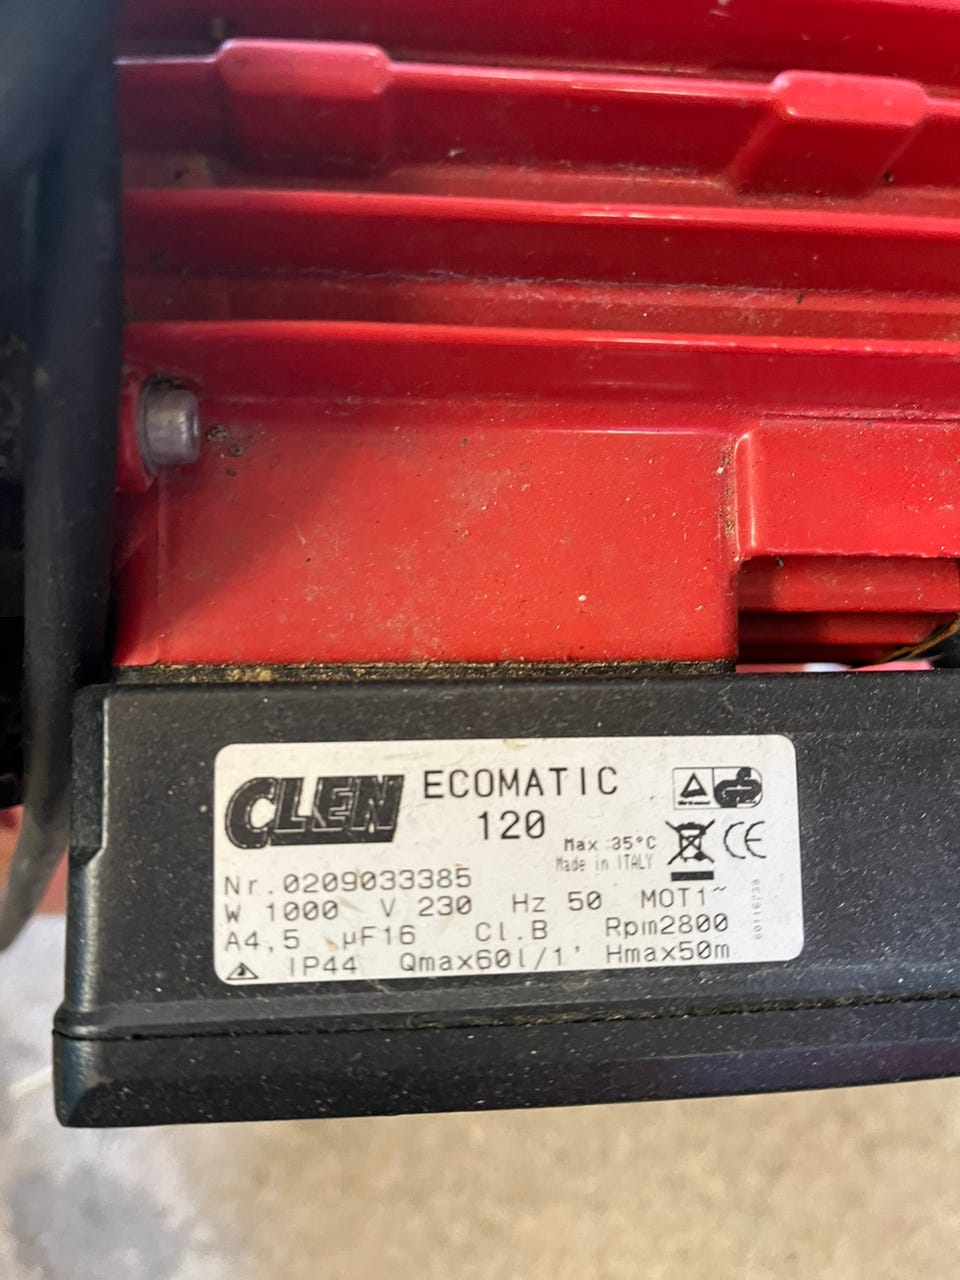 CLEN ECOMATIC
120
Max 35°C
Made in ITALY
CE
Nr.0209033385
W 1000 V 230 Hz 50 MOT1~
A4,5 µF16 Cl.B Rpm2800
IP44 Qmax60l/1' Hmax50m